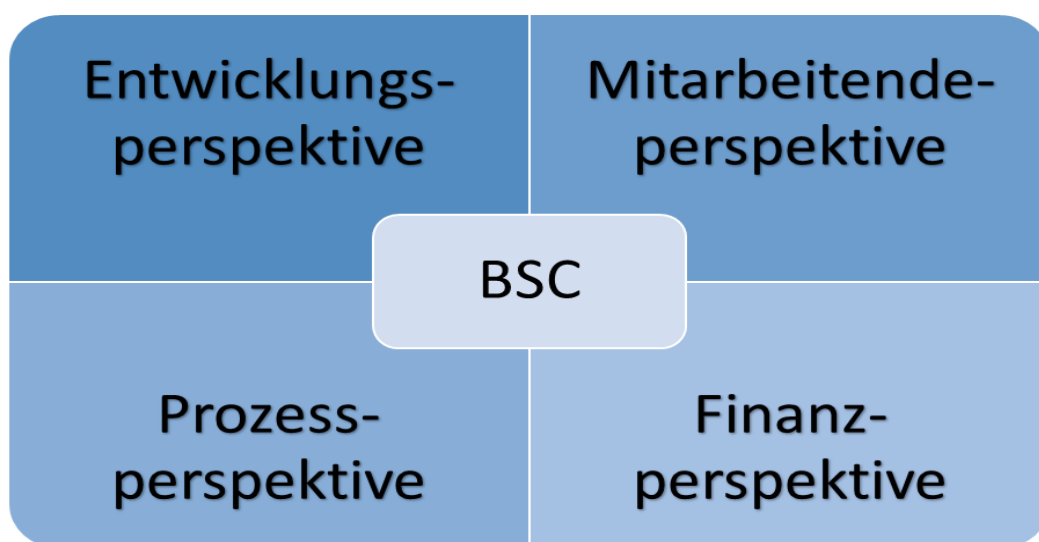 Entwicklungs-
perspektive
Mitarbeitende-
perspektive
BSC
Prozess-
perspektive
Finanz-
perspektive